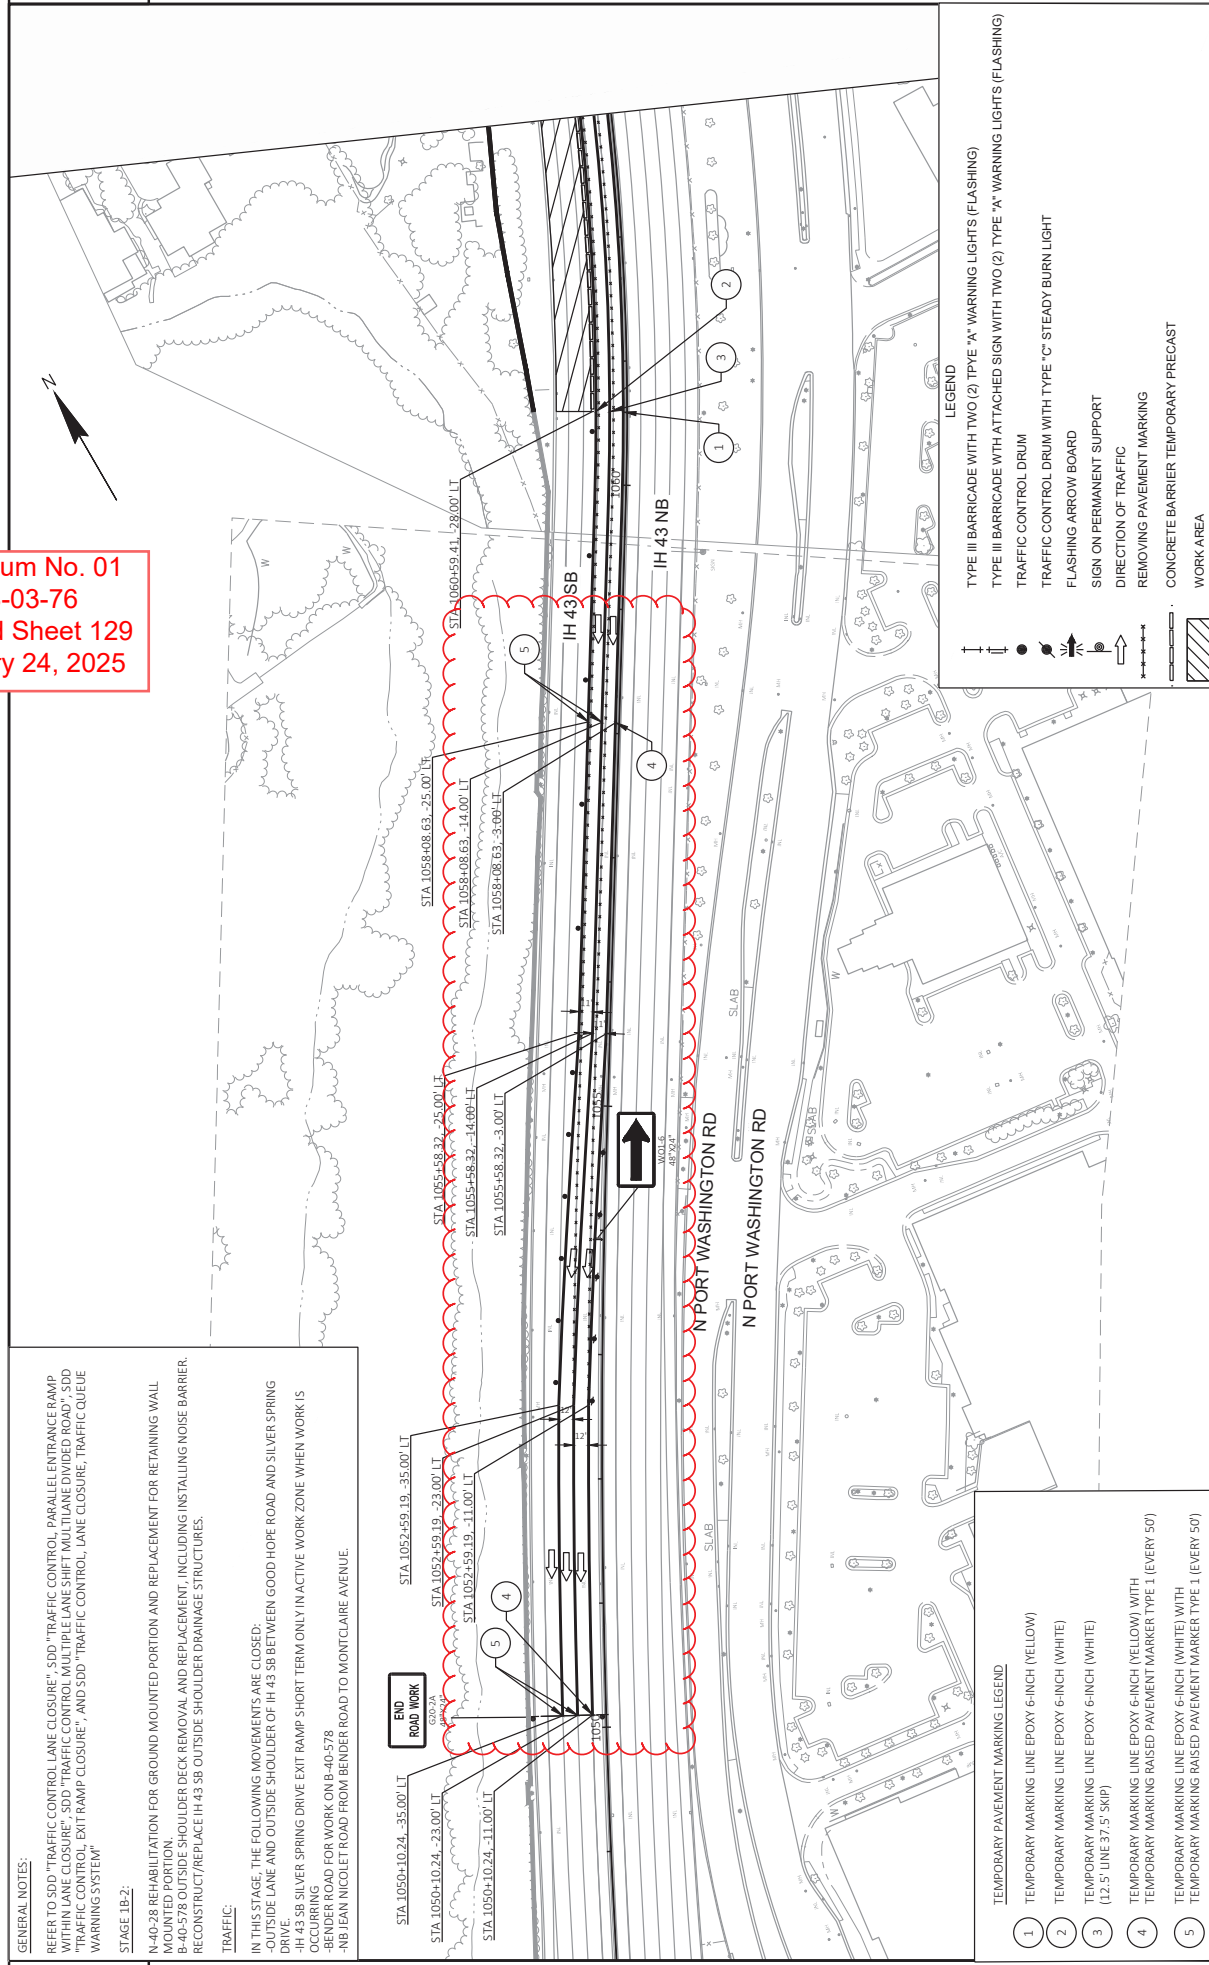 um No. 01
-03-76
Sheet 129
ry 24, 2025
GENERAL NOTES:
REFER TO SDD "TRAFFIC CONTROL LANE CLOSURE", SDD "TRAFFIC CONTROL, PARALLEL ENTRANCE RAMP
WITHIN LANE CLOSURE", SDD "TRAFFIC CONTROL MULTIPLE LANE SHIFT MULTILANE DIVIDED ROAD", SDD
"TRAFFIC CONTROL, EXIT RAMP CLOSURE", AND SDD "TRAFFIC CONTROL, LANE CLOSURE, TRAFFIC QUEUE
WARNING SYSTEM"
STAGE 1B-2:
N-40-28 REHABILITATION FOR GROUND MOUNTED PORTION AND REPLACEMENT FOR RETAINING WALL
MOUNTED PORTION.
B-40-578 OUTSIDE SHOULDER DECK REMOVAL AND REPLACEMENT, INCLUDING INSTALLING NOISE BARRIER.
RECONSTRUCT/REPLACE IH 43 SB OUTSIDE SHOULDER DRAINAGE STRUCTURES.
TRAFFIC:
IN THIS STAGE, THE FOLLOWING MOVEMENTS ARE CLOSED:
-OUTSIDE LANE AND OUTSIDE SHOULDER OF IH 43 SB BETWEEN GOOD HOPE ROAD AND SILVER SPRING
DRIVE.
-IH 43 SB SILVER SPRING DRIVE EXIT RAMP SHORT TERM ONLY IN ACTIVE WORK ZONE WHEN WORK IS
OCCURRING
-BENDER ROAD FOR WORK ON B-40-578
-NB JEAN NICOLET ROAD FROM BENDER ROAD TO MONTCLAIRE AVENUE.
N
STA 1050+10.24, -35.00' LT
STA 1050+10.24, -23.00' LT
STA 1050+10.24, -11.00' LT
END
ROAD WORK
G20-2A
48"X24"
5
4
1050
STA 1052+59.19, -35.00' LT
STA 1052+59.19, -23.00' LT
STA 1052+59.19, -11.00' LT
12'
12'
STA 1055+58.32, -25.00' LT
STA 1055+58.32, -14.00' LT
STA 1055+58.32, -3.00' LT
11'
11'
1055
WO1-6
48"X24"
STA 1058+08.63, -25.00' LT
STA 1058+08.63, -14.00' LT
STA 1058+08.63, -3.00' LT
5
4
STA 1060+59.41, -28.00' LT
IH 43 SB
IH 43 NB
1060
1
3
2
N PORT WASHINGTON RD
N PORT WASHINGTON RD
SLAB
SLAB
SLAB
W
W
W
W
LEGEND
TYPE III BARRICADE WITH TWO (2) TPYE "A" WARNING LIGHTS (FLASHING)
TYPE III BARRICADE WITH ATTACHED SIGN WITH TWO (2) TYPE "A" WARNING LIGHTS (FLASHING)
TRAFFIC CONTROL DRUM
TRAFFIC CONTROL DRUM WITH TYPE "C" STEADY BURN LIGHT
FLASHING ARROW BOARD
SIGN ON PERMANENT SUPPORT
DIRECTION OF TRAFFIC
REMOVING PAVEMENT MARKING
CONCRETE BARRIER TEMPORARY PRECAST
WORK AREA
TEMPORARY PAVEMENT MARKING LEGEND
1 TEMPORARY MARKING LINE EPOXY 6-INCH (YELLOW)
2 TEMPORARY MARKING LINE EPOXY 6-INCH (WHITE)
3 TEMPORARY MARKING LINE EPOXY 6-INCH (WHITE)
(12.5' LINE 37.5' SKIP)
4 TEMPORARY MARKING LINE EPOXY 6-INCH (YELLOW) WITH
TEMPORARY MARKING RAISED PAVEMENT MARKER TYPE 1 (EVERY 50')
5 TEMPORARY MARKING LINE EPOXY 6-INCH (WHITE) WITH
TEMPORARY MARKING RAISED PAVEMENT MARKER TYPE 1 (EVERY 50')